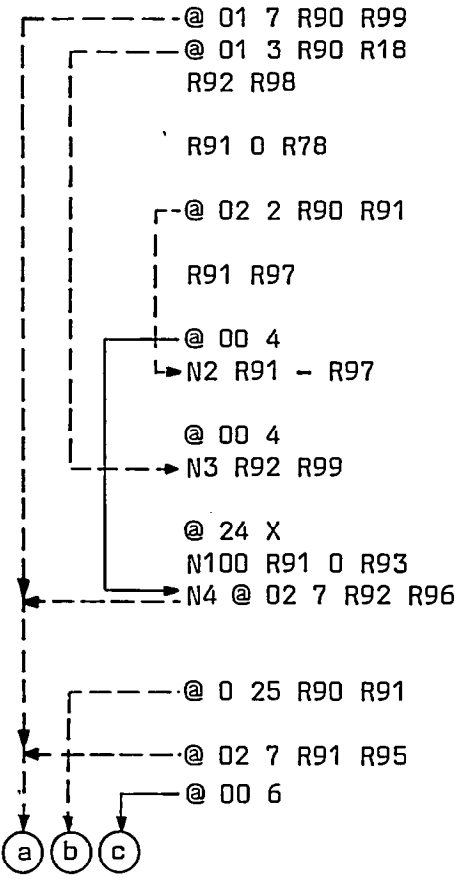 @ 01 7 R90 R99
@ 01 3 R90 R18
R92 R98
R91 0 R78
@ 02 2 R90 R91
R91 R97
@ 00 4
N2 R91 - R97
@ 00 4
N3 R92 R99
@ 24 X
N100 R91 0 R93
N4 @ 02 7 R92 R96
@ 0 25 R90 R91
@ 02 7 R91 R95
@ 00 6
a b c